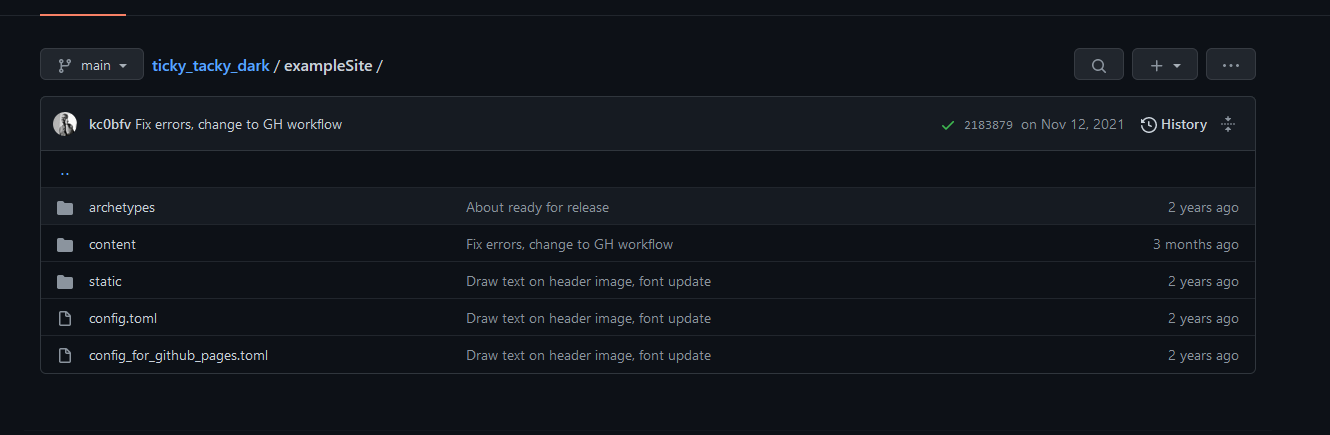 main ticky_tacky_dark / exampleSite /
kc0bfv Fix errors, change to GH workflow 2183879 on Nov 12, 2021 History
..
archetypes About ready for release 2 years ago
content Fix errors, change to GH workflow 3 months ago
static Draw text on header image, font update 2 years ago
config.toml Draw text on header image, font update 2 years ago
config_for_github_pages.toml Draw text on header image, font update 2 years ago